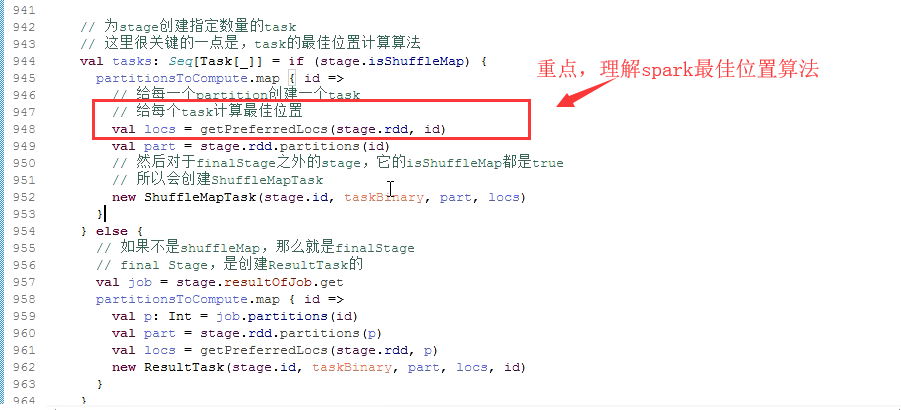 941
942 // 为stage创建指定数量的task
943 // 这里很关键的一点是，task的最佳位置计算算法
944 val tasks: Seq[Task[_]] = if (stage.isShuffleMap) {
945 partitionsToCompute.map { id =>
946 // 给每一个partition创建一个task
947 // 给每个task计算最佳位置
948 val locs = getPreferredLocs(stage.rdd, id)
949 val part = stage.rdd.partitions(id)
950 // 然后对于finalStage之外的stage，它的isShuffleMap都是true
951 // 所以会创建ShuffleMapTask
952 new ShuffleMapTask(stage.id, taskBinary, part, locs)
953 }
954 } else {
955 // 如果不是shuffleMap，那么就是finalStage
956 // final Stage，是创建ResultTask的
957 val job = stage.resultOfJob.get
958 partitionsToCompute.map { id =>
959 val p: Int = job.partitions(id)
960 val part = stage.rdd.partitions(p)
961 val locs = getPreferredLocs(stage.rdd, p)
962 new ResultTask(stage.id, taskBinary, part, locs, id)
963 }
964 }
重点，理解spark最佳位置算法